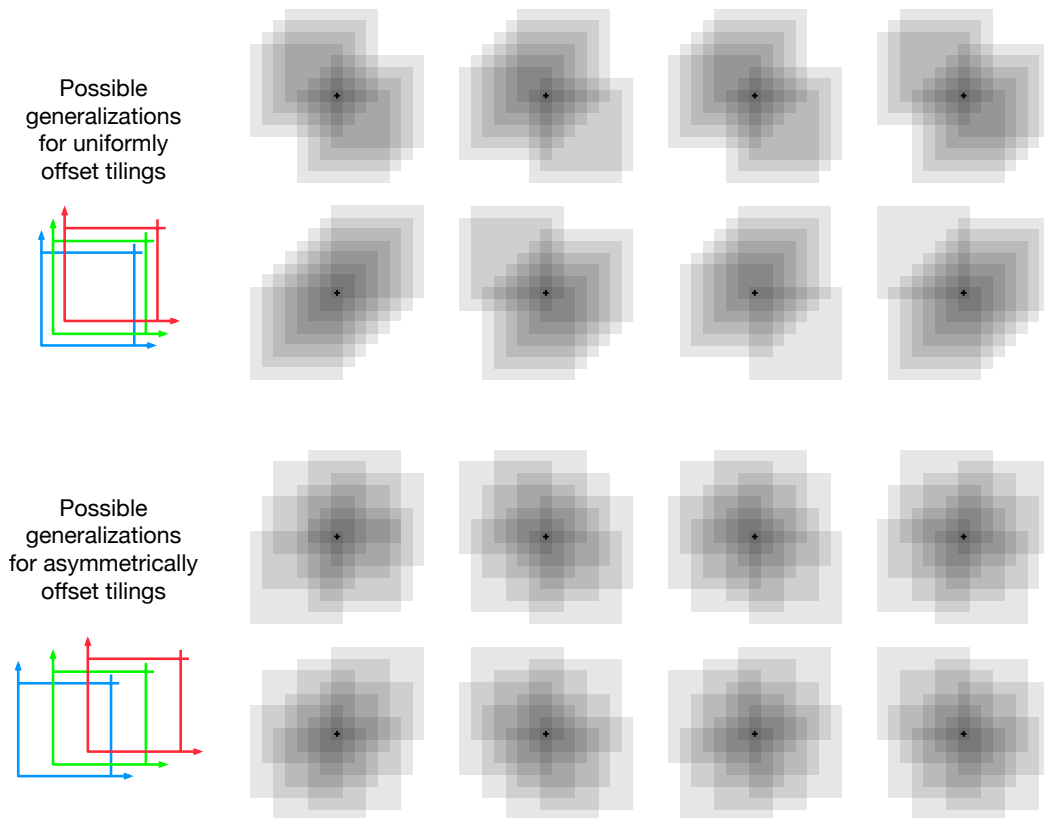 Possible
generalizations
for uniformly
offset tilings
Possible
generalizations
for asymmetrically
offset tilings